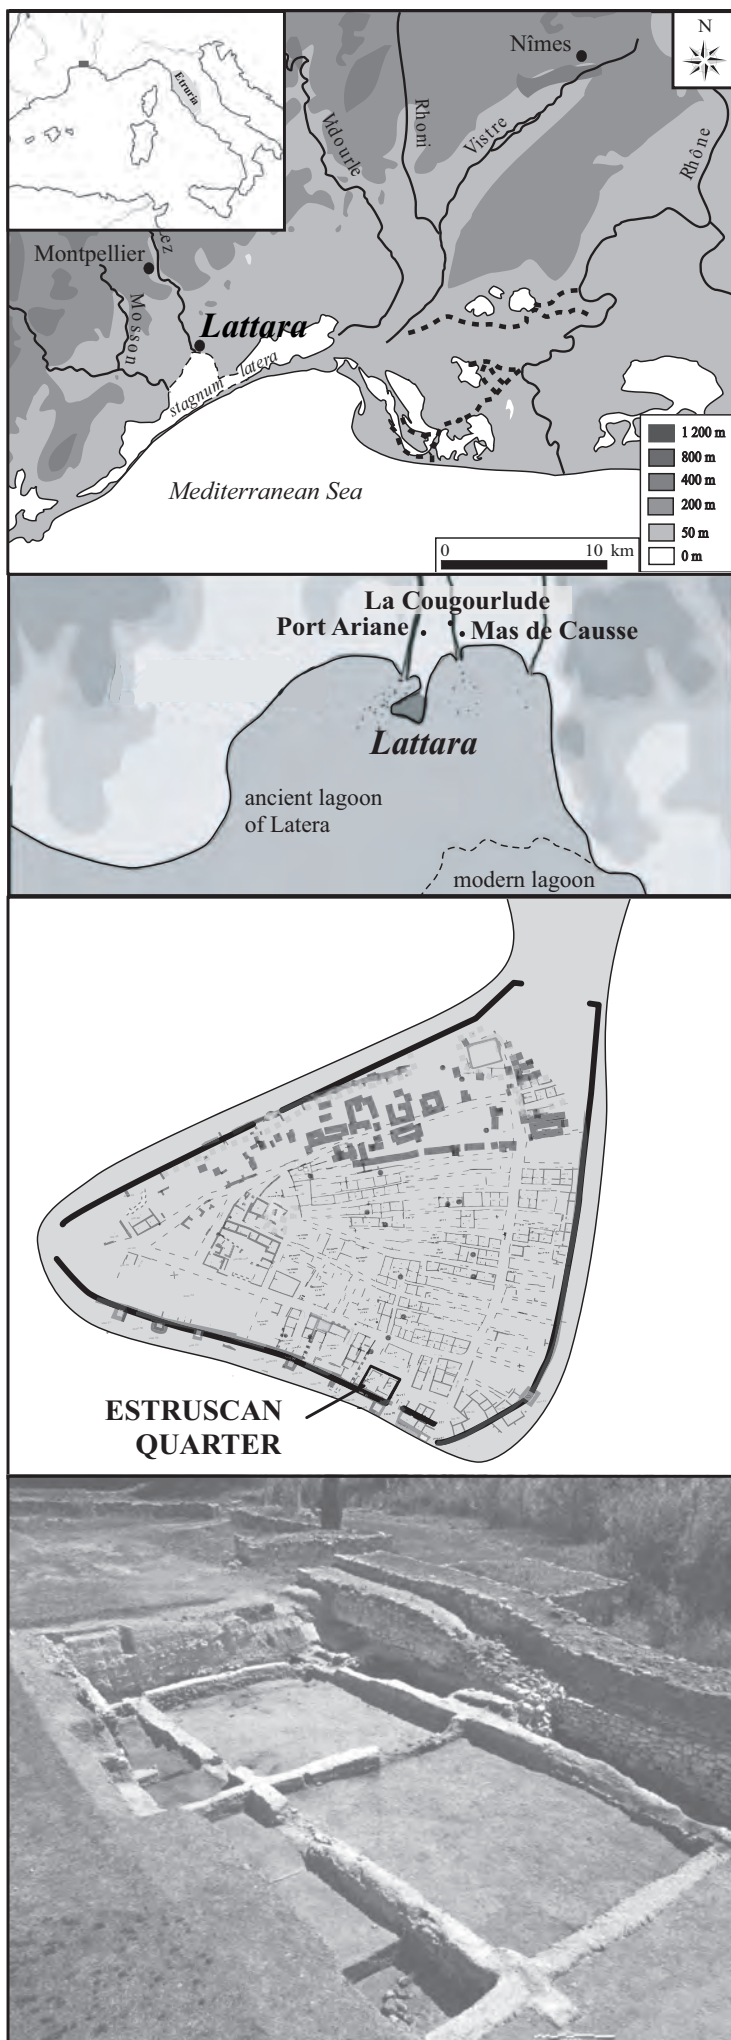 Etruria
N
Nîmes
Vidourle
Rhoni
Vistre
Rhône
Lez
Montpellier
Mosson
Lattara
stagnum latera
Mediterranean Sea
1 200 m
800 m
400 m
200 m
50 m
0 m
0 10 km
La Cougourlude
Port Ariane
Mas de Causse
Lattara
ancient lagoon
of Latera
modern lagoon
ESTRUSCAN
QUARTER